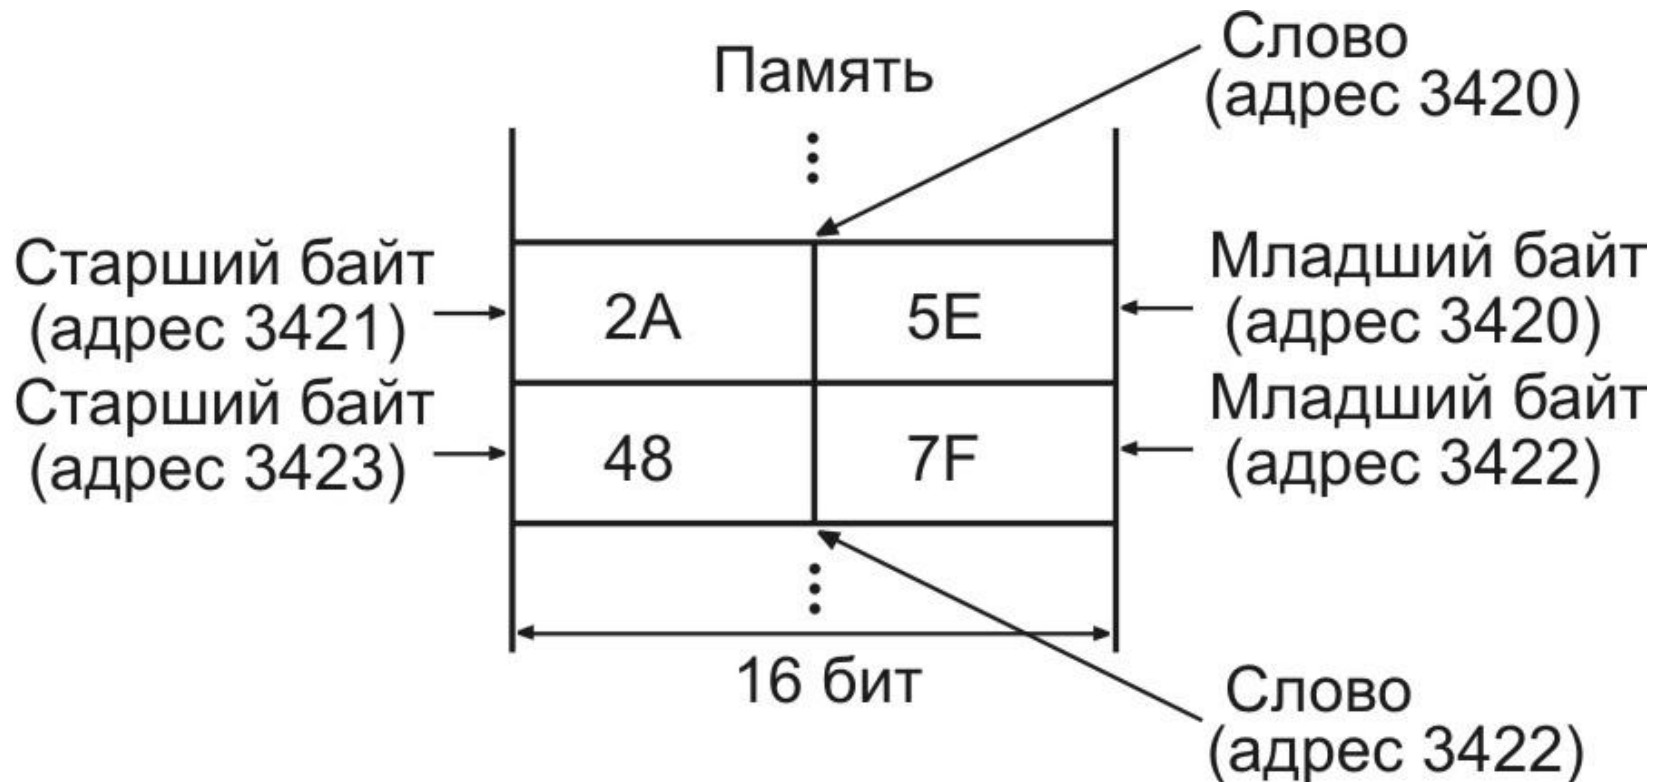 Память
Слово
(адрес 3420)
Старший байт
(адрес 3421)
2A
5E
Младший байт
(адрес 3420)
Старший байт
(адрес 3423)
48
7F
Младший байт
(адрес 3422)
16 бит
Слово
(адрес 3422)